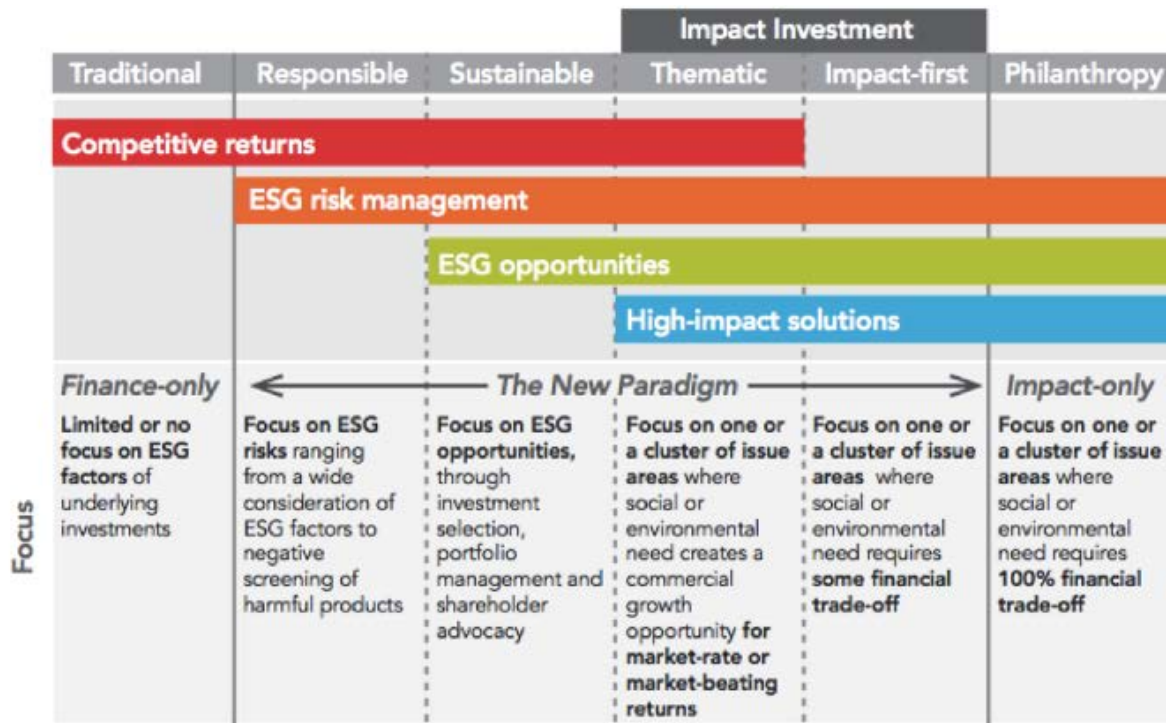 Impact Investment
Traditional
Responsible
Sustainable
Thematic
Impact-first
Philanthropy
Competitive returns
ESG risk management
ESG opportunities
High-impact solutions
Finance-only
The New Paradigm
Impact-only
Focus
Limited or no
focus on ESG
factors of
underlying
investments
Focus on ESG
risks ranging
from a wide
consideration of
ESG factors to
negative
screening of
harmful products
Focus on ESG
opportunities,
through
investment
selection,
portfolio
management and
shareholder
advocacy
Focus on one or
a cluster of issue
areas where
social or
environmental
need creates a
commercial
growth
opportunity for
market-rate or
market-beating
returns
Focus on one or
a cluster of issue
areas where
social or
environmental
need requires
some financial
trade-off
Focus on one or
a cluster of issue
areas where
social or
environmental
need requires
100% financial
trade-off